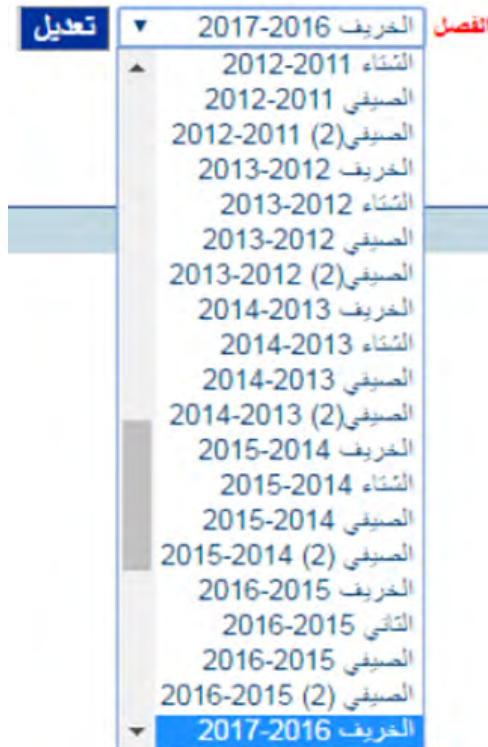 الفصل الخريف 2016-2017 تعديل
الشتاء 2011-2012
الصيفي 2011-2012
الصيفي(2) 2011-2012
الخريف 2012-2013
الشتاء 2012-2013
الصيفي 2012-2013
الصيفي(2) 2012-2013
الخريف 2013-2014
الشتاء 2013-2014
الصيفي 2013-2014
الصيفي(2) 2013-2014
الخريف 2014-2015
الشتاء 2014-2015
الصيفي 2014-2015
الصيفي (2) 2014-2015
الخريف 2015-2016
الثاني 2015-2016
الصيفي 2015-2016
الصيفي (2) 2015-2016
الخريف 2016-2017